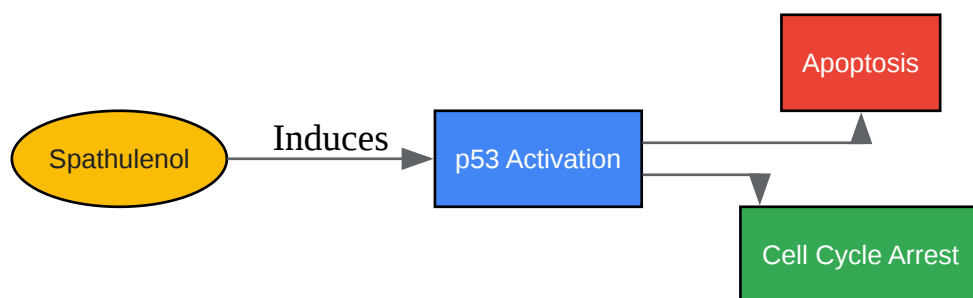 Apoptosis
Spathulenol
Induces
p53 Activation
Cell Cycle Arrest